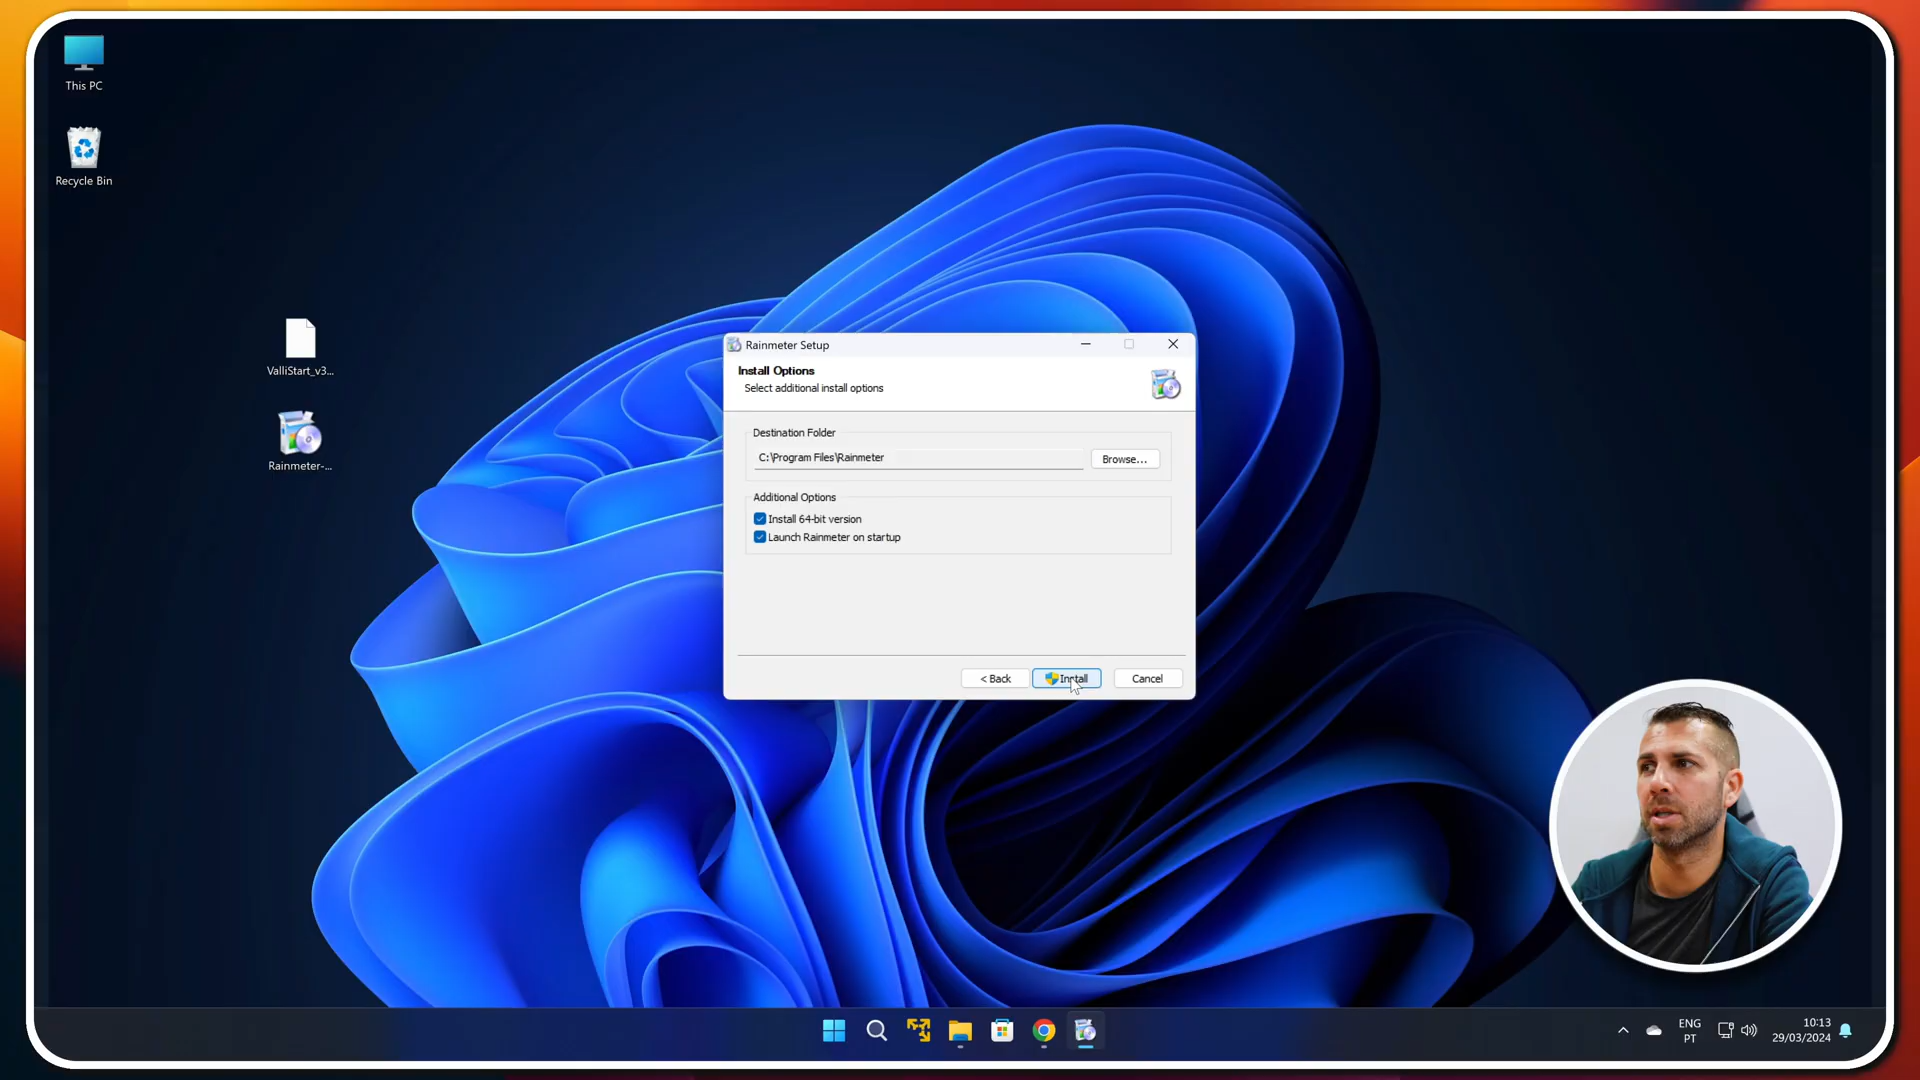 This PC
Recycle Bin
ValliStart_v3...
Rainmeter-...
Rainmeter Setup
Install Options
Select additional install options
Destination Folder
C:\Program Files\Rainmeter
Browse...
Additional Options
Install 64-bit version
Launch Rainmeter on startup
< Back
Install
Cancel
ENG
PT
10:13
29/03/2024